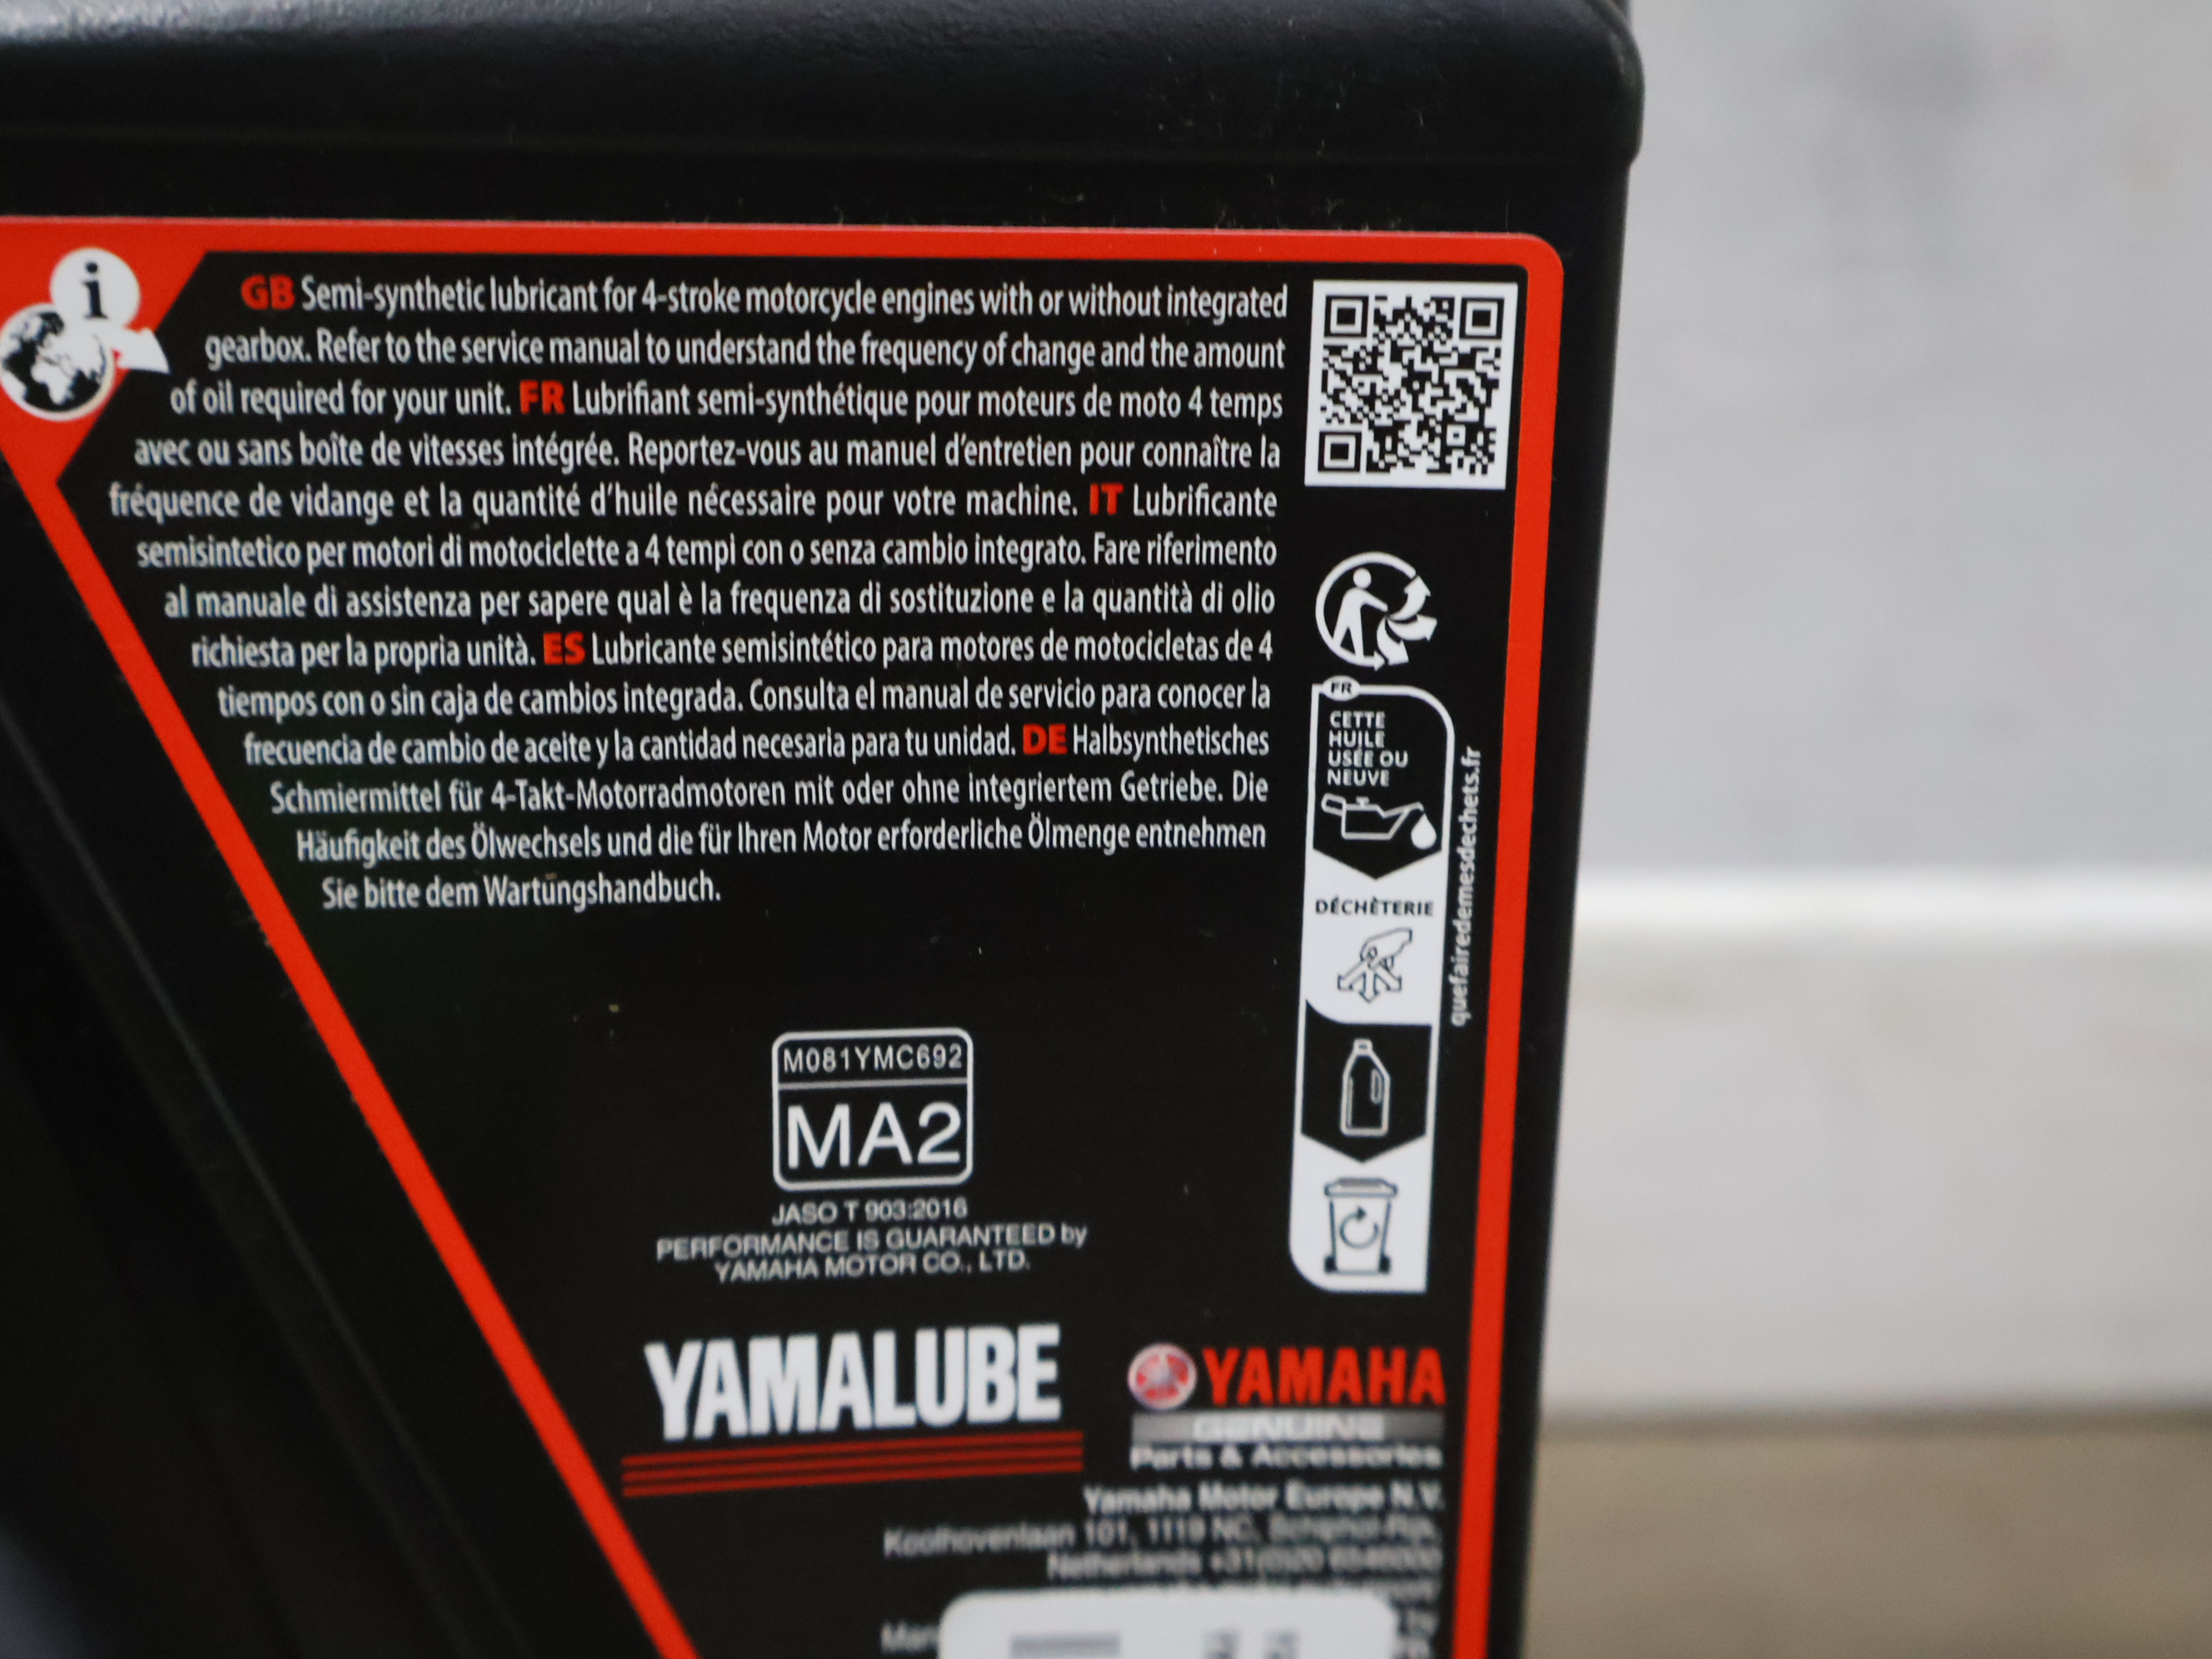 GB Semi-synthetic lubricant for 4-stroke motorcycle engines with or without integrated
gearbox. Refer to the service manual to understand the frequency of change and the amount
of oil required for your unit. FR Lubrifiant semi-synthétique pour moteurs de moto 4 temps
avec ou sans boîte de vitesses intégrée. Reportez-vous au manuel d'entretien pour connaître la
fréquence de vidange et la quantité d'huile nécessaire pour votre machine. IT Lubrificante
semisintetico per motori di motociclette a 4 tempi con o senza cambio integrato. Fare riferimento
al manuale di assistenza per sapere qual è la frequenza di sostituzione e la quantità di olio
richiesta per la propria unità. ES Lubricante semisintético para motores de motocicletas de 4
tiempos con o sin caja de cambios integrada. Consulta el manual de servicio para conocer la
frecuencia de cambio de aceite y la cantidad necesaria para tu unidad. DE Halbsynthetisches
Schmiermittel für 4-Takt-Motorradmotoren mit oder ohne integriertem Getriebe. Die
Häufigkeit des Ölwechsels und die für Ihren Motor erforderliche Ölmenge entnehmen
Sie bitte dem Wartungshandbuch.
FR
CETTE
HUILE
USÉE OU
NEUVE
DÉCHÈTERIE
quefairedemesdechets.fr
M081YMC692
MA2
JASO T 903:2016
PERFORMANCE IS GUARANTEED by
YAMAHA MOTOR CO., LTD.
YAMALUBE
YAMAHA
GENUINE
Parts & Accessories
Yamaha Motor Europe N.V.
Koolhovenlaan 101, 1119 NC, Schiphol-Rijk,
Netherlands